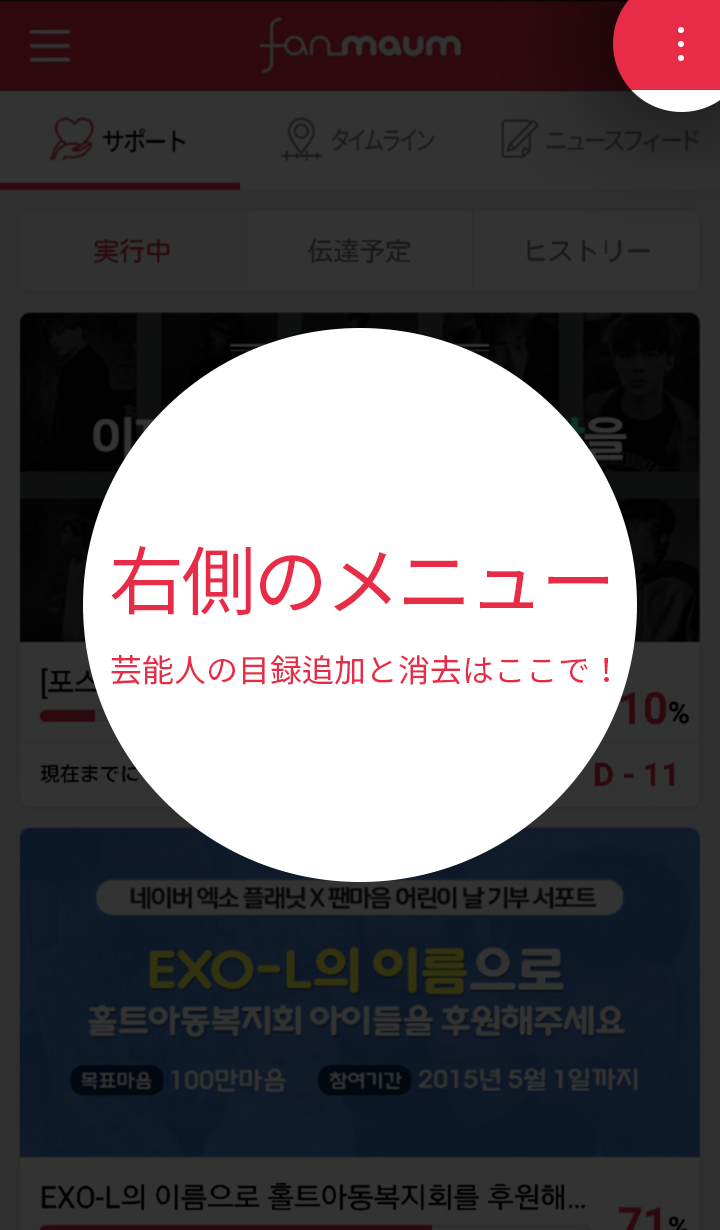 fanmaum
サポート
タイムライン
ニュースフィード
実行中
伝達予定
ヒストリー
을
右側のメニュー
芸能人の目録追加と消去はここで！
[포스
10%
現在までに
D - 11
네이버 엑소 플래닛 X 팬마음 어린이 날 기부 서포트
EXO-L의 이름으로
홀트아동복지회 아이들을 후원해주세요
목표마음 100만마음 참여기간 2015년 5월 1일까지
EXO-L의 이름으로 홀트아동복지회를 후원해...
71%